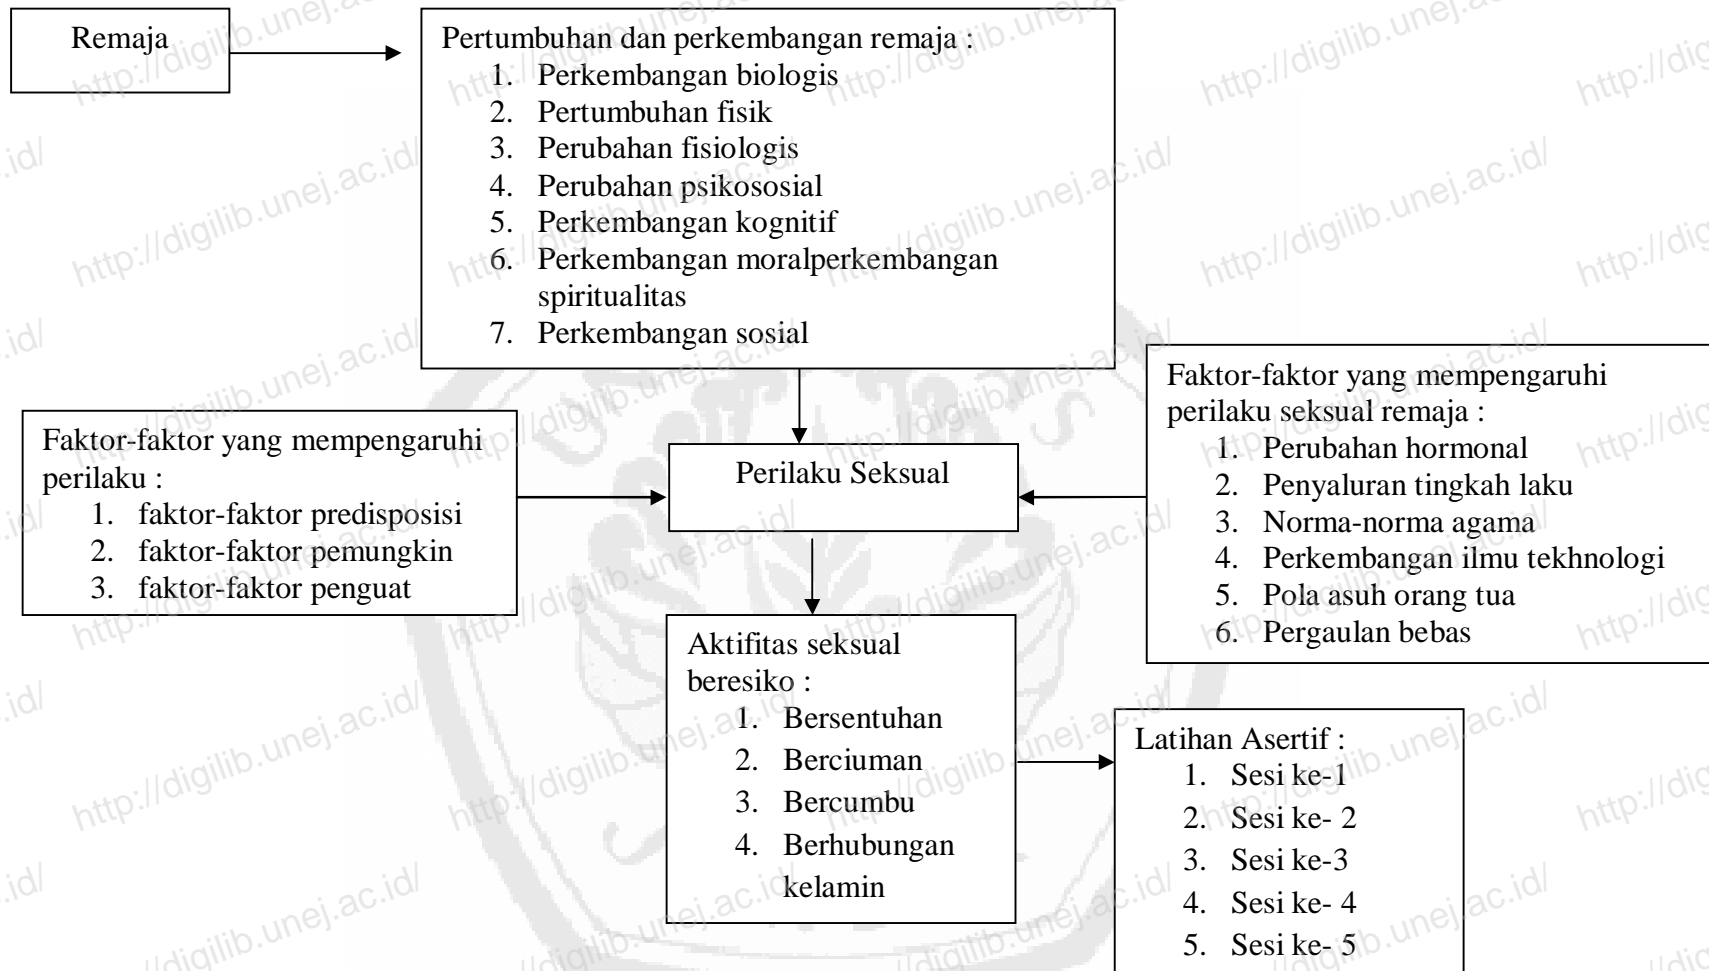 Remaja
Pertumbuhan dan perkembangan remaja :
1. Perkembangan biologis
2. Pertumbuhan fisik
3. Perubahan fisiologis
4. Perubahan psikososial
5. Perkembangan kognitif
6. Perkembangan moralperkembangan
spiritualitas
7. Perkembangan sosial
Faktor-faktor yang mempengaruhi
perilaku :
1. faktor-faktor predisposisi
2. faktor-faktor pemungkin
3. faktor-faktor penguat
Perilaku Seksual
Faktor-faktor yang mempengaruhi
perilaku seksual remaja :
1. Perubahan hormonal
2. Penyaluran tingkah laku
3. Norma-norma agama
4. Perkembangan ilmu tekhnologi
5. Pola asuh orang tua
6. Pergaulan bebas
Aktifitas seksual
beresiko :
1. Bersentuhan
2. Berciuman
3. Bercumbu
4. Berhubungan
kelamin
Latihan Asertif :
1. Sesi ke-1
2. Sesi ke- 2
3. Sesi ke-3
4. Sesi ke- 4
5. Sesi ke- 5
http://digilib.unej.ac.id/